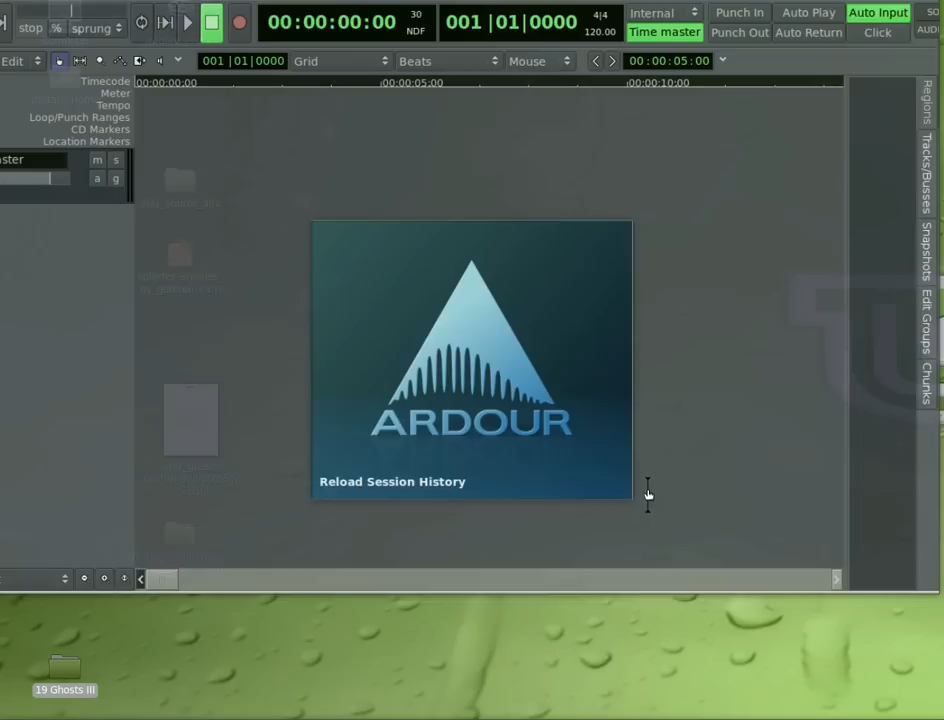 stop % sprung
00:00:00:00 30 NDF
001|01|0000 4|4 120.00
Internal
Time master
Punch In Auto Play Auto Input
Punch Out Auto Return Click
Edit
001|01|0000 Grid Beats Mouse 00:00:05:00
Timecode 00:00:00:00 00:00:05:00 00:00:10:00
Meter
Tempo
Loop/Punch Ranges
CD Markers
Location Markers
m s
a g
Regions
Tracks/Busses
Snapshots
Edit Groups
Chunks
ARDOUR
Reload Session History
19 Ghosts III